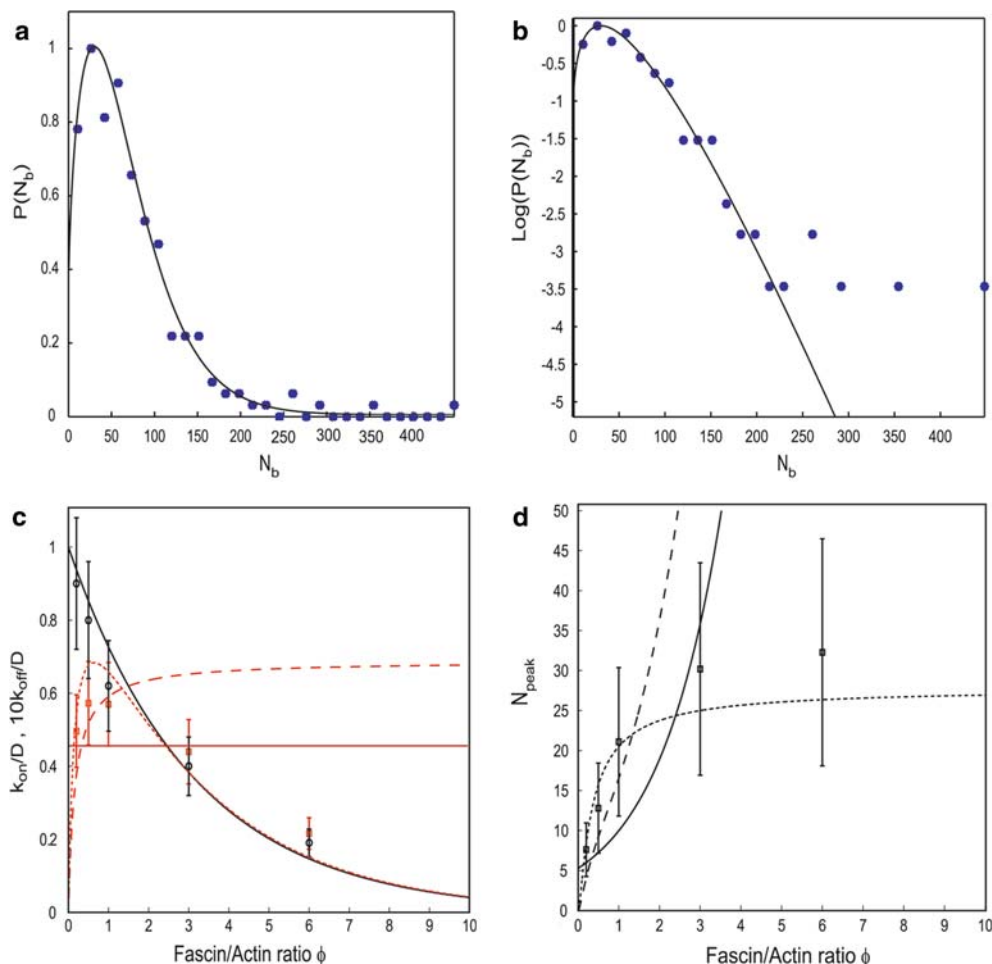 a
P(N_b)
1
0.8
0.6
0.4
0.2
0
0 50 100 150 200 250 300 350 400
N_b
b
Log(P(N_b))
0
-0.5
-1
-1.5
-2
-2.5
-3
-3.5
-4
-4.5
-5
0 50 100 150 200 250 300 350 400
N_b
c
k_on/D , 10k_off/D
1
0.8
0.6
0.4
0.2
0
0 1 2 3 4 5 6 7 8 9 10
Fascin/Actin ratio ϕ
d
N_peak
50
45
40
35
30
25
20
15
10
5
0
0 1 2 3 4 5 6 7 8 9 10
Fascin/Actin ratio ϕ